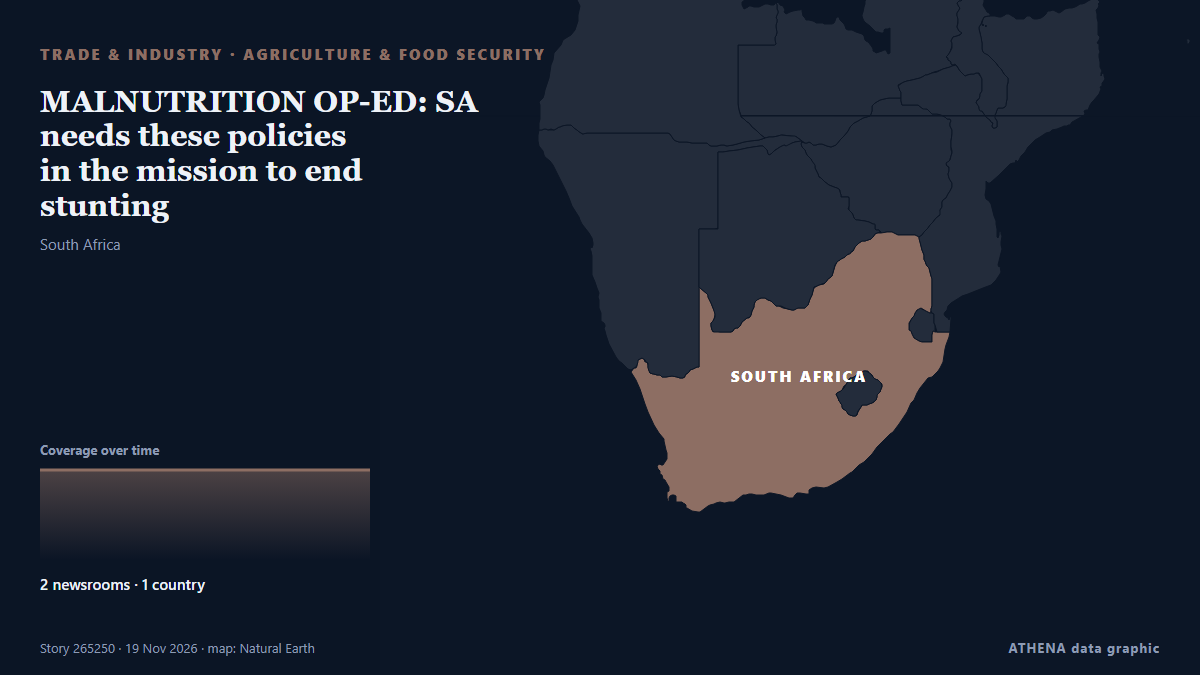 TRADE & INDUSTRY · AGRICULTURE & FOOD SECURITY
MALNUTRITION OP-ED: SA
needs these policies
in the mission to end
stunting
South Africa
SOUTH AFRICA
Coverage over time
2 newsrooms · 1 country
Story 265250 · 19 Nov 2026 · map: Natural Earth
ATHENA data graphic